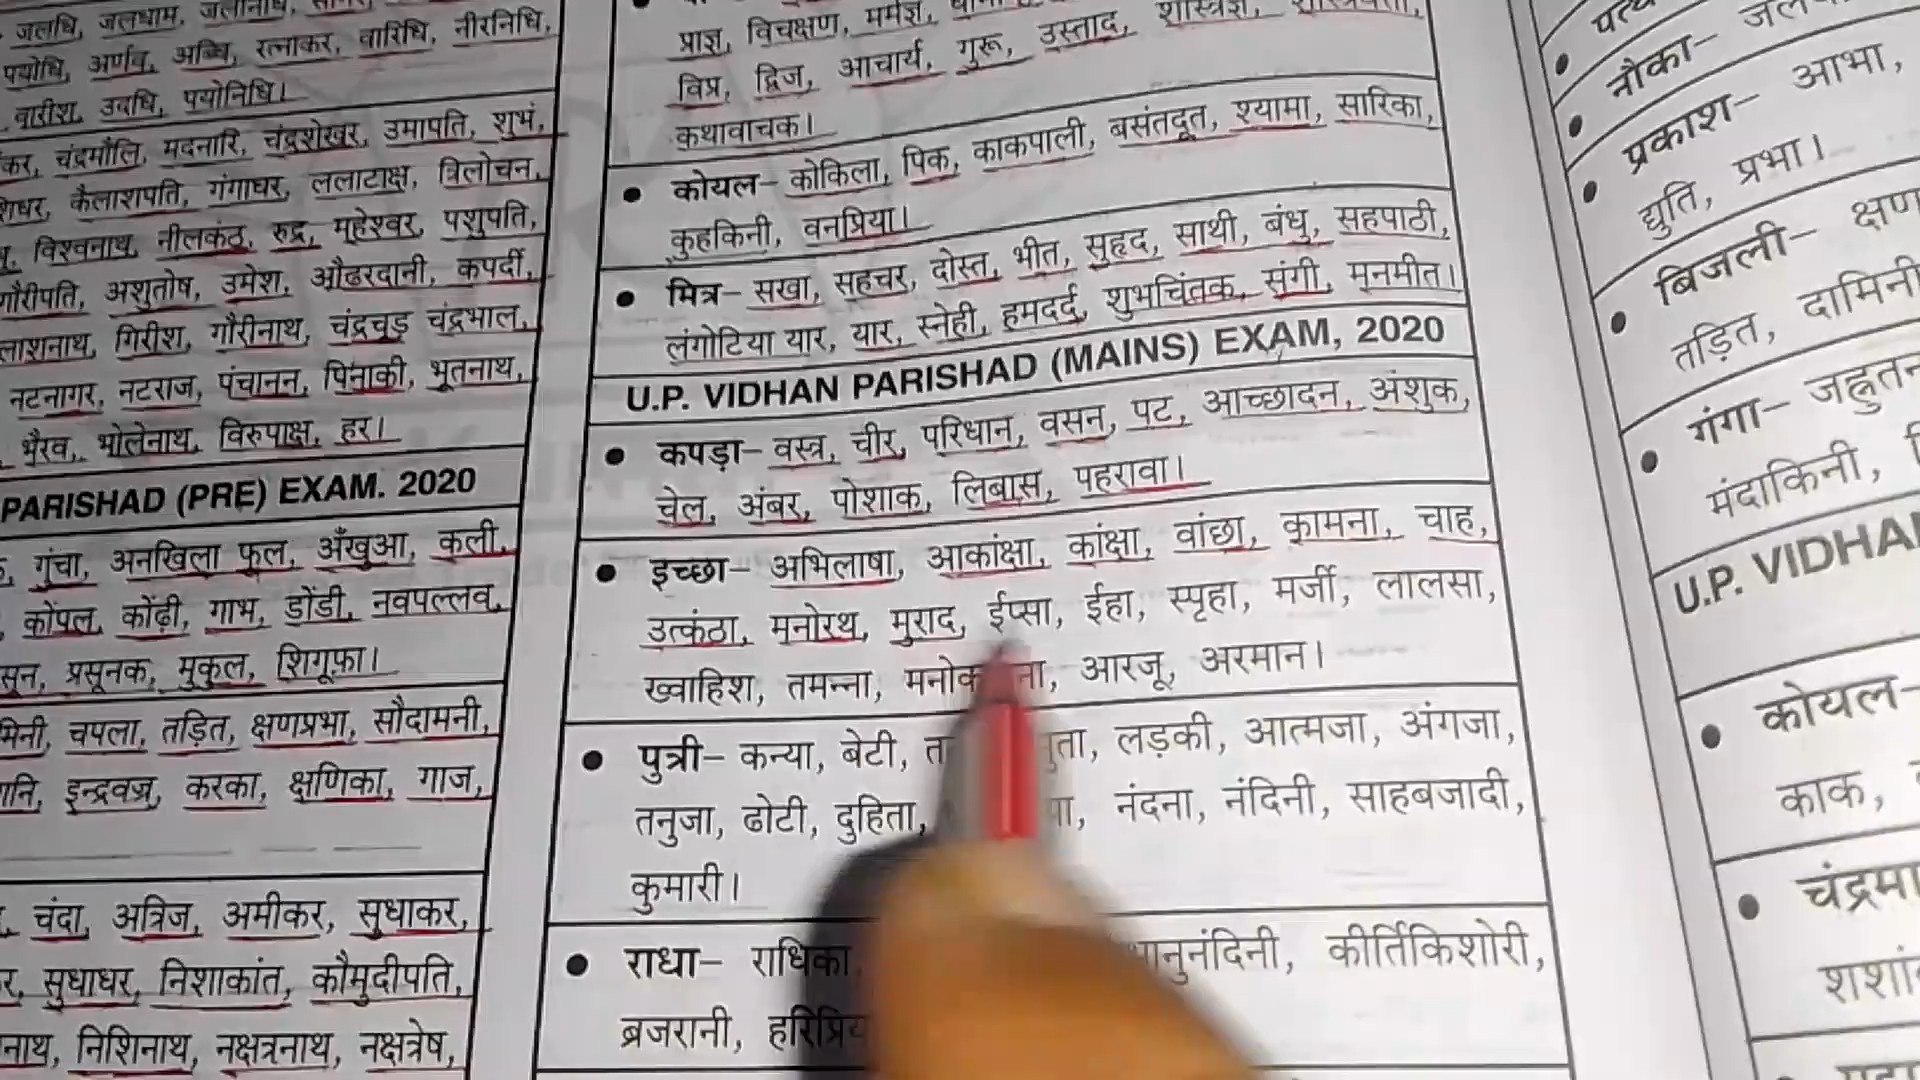 जलधि, जलधाम, जलनिधि,
पयोधि, अर्णव, अब्धि, रत्नाकर, वारिधि, नीरनिधि,
वारीश, उदधि, पयोनिधि।
चंद्रमौलि, मदनारि, चंद्रशेखर, उमापति, शुभं,
कैलाशपति, गंगाधर, ललाटाक्ष, त्रिलोचन,
विश्वनाथ, नीलकंठ, रुद्र, महेश्वर, पशुपति,
गौरीपति, अशुतोष, उमेश, औढरदानी, कपर्दी,
गिरीश, गौरीनाथ, चंद्रचूड़ चंद्रभाल,
नटनागर, नटराज, पंचानन, पिनाकी, भूतनाथ,
भैरव, भोलेनाथ, विरुपाक्ष, हर।
PARISHAD (PRE) EXAM. 2020
गुंचा, अनखिला फूल, अँखुआ, कली,
कोंपल, कोंढ़ी, गाभ, डोंडी, नवपल्लव,
प्रसूनक, मुकुल, शिगूफ़ा।
चपला, तड़ित, क्षणप्रभा, सौदामनी,
इन्द्रवज्र, करका, क्षणिका, गाज,
चंदा, अत्रिज, अमीकर, सुधाकर,
सुधाधर, निशाकांत, कौमुदीपति,
निशिनाथ, नक्षत्रनाथ, नक्षत्रेष,
प्राज्ञ, विचक्षण, मर्मज्ञ,
विप्र, द्विज, आचार्य, गुरू, उस्ताद,
कथावाचक।
• कोयल– कोकिला, पिक, काकपाली, बसंतदूत, श्यामा, सारिका,
कुहकिनी, वनप्रिया।
• मित्र– सखा, सहचर, दोस्त, भीत, सुहृद, साथी, बंधु, सहपाठी,
लंगोटिया यार, यार, स्नेही, हमदर्द, शुभचिंतक, संगी, मनमीत।
U.P. VIDHAN PARISHAD (MAINS) EXAM, 2020
• कपड़ा– वस्त्र, चीर, परिधान, वसन, पट, आच्छादन, अंशुक,
चेल, अंबर, पोशाक, लिबास, पहरावा।
• इच्छा– अभिलाषा, आकांक्षा, कांक्षा, वांछा, कामना, चाह,
उत्कंठा, मनोरथ, मुराद, ईप्सा, ईहा, स्पृहा, मर्जी, लालसा,
ख्वाहिश, तमन्ना, आरजू, अरमान।
• पुत्री– कन्या, बेटी, लड़की, आत्मजा, अंगजा,
तनुजा, ढोटी, दुहिता, नंदना, नंदिनी, साहबजादी,
कुमारी।
• राधा– राधिका, कीर्तिकिशोरी,
ब्रजरानी,
• नौका–
• प्रकाश– आभा,
द्युति, प्रभा।
• बिजली–
तड़ित, दामिनी
• गंगा–
मंदाकिनी,
U.P. VIDHA
• कोयल–
काक,
• चंद्रमा